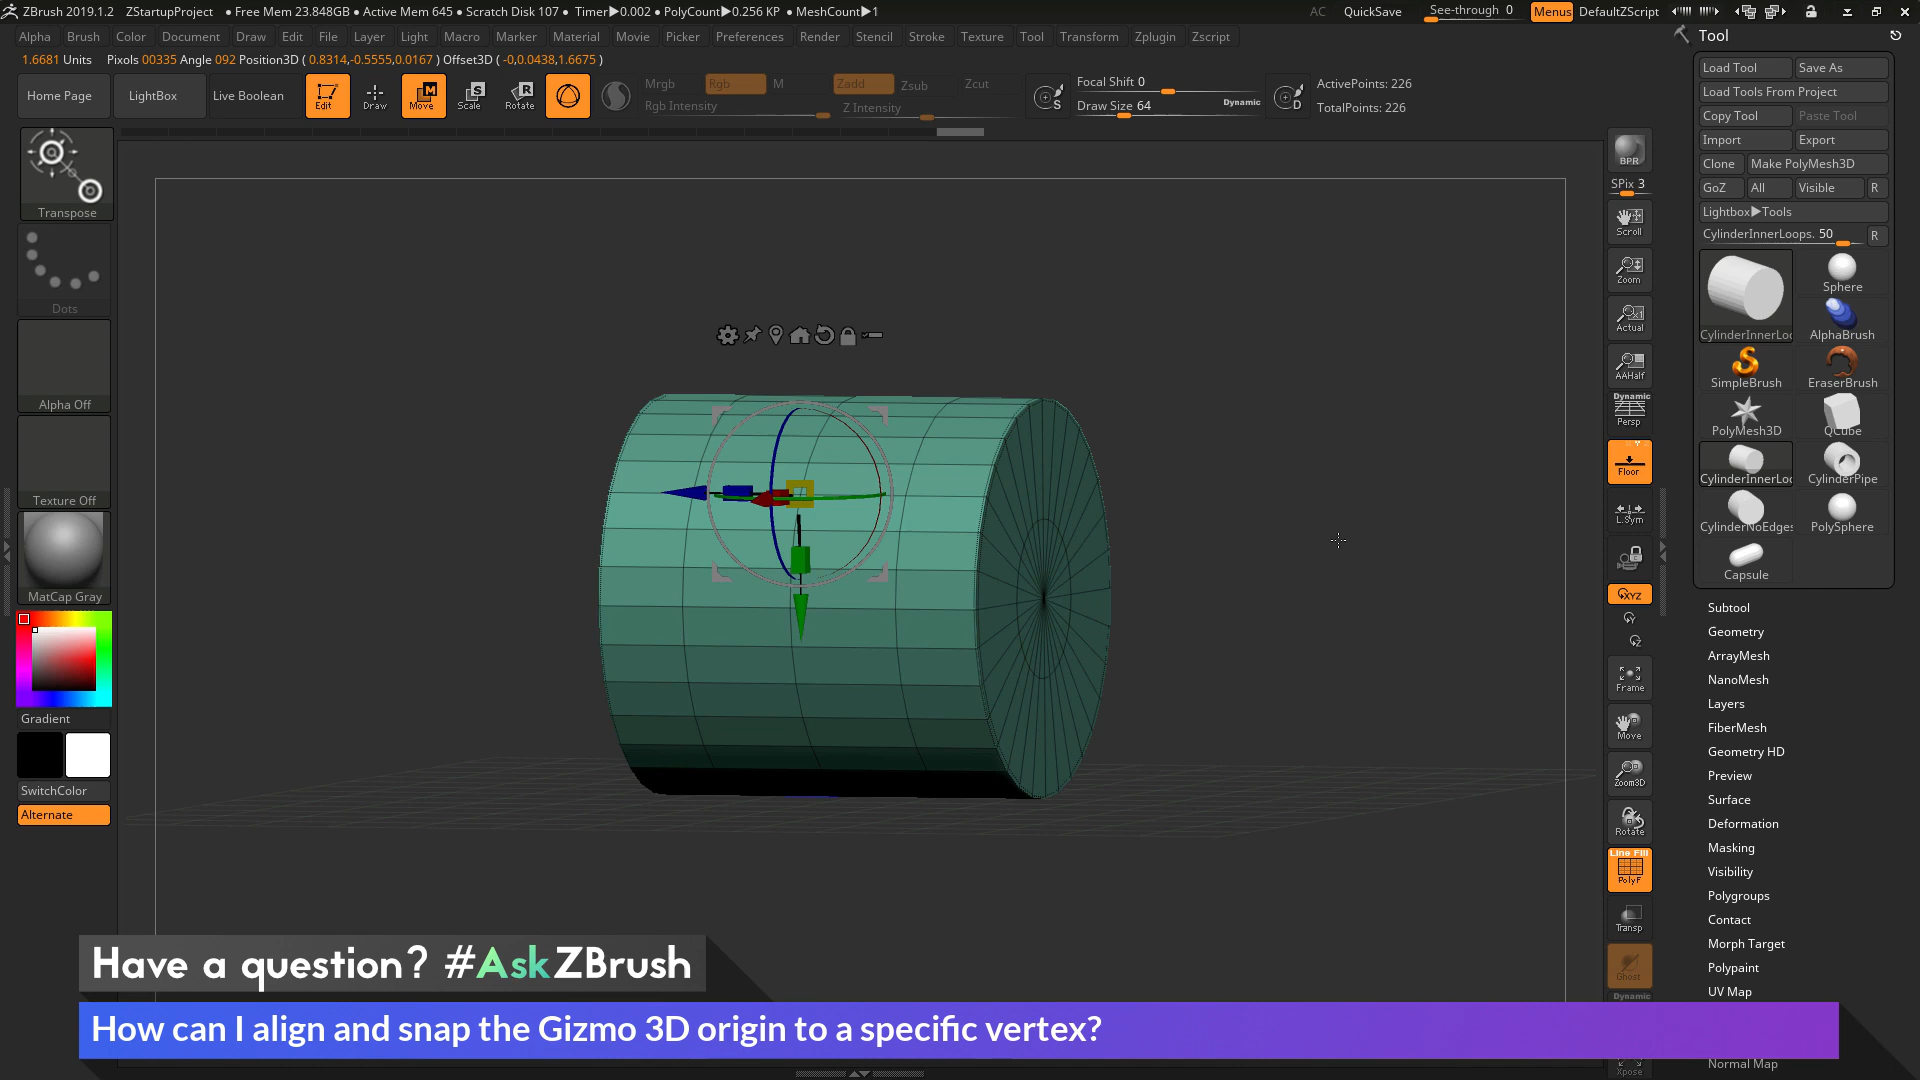 ZBrush 2019.1.2 ZStartupProject • Free Mem 23.848GB • Active Mem 645 • Scratch Disk 107 • Timer▶0.002 • PolyCount▶0.256 KP • MeshCount▶1 AC QuickSave See-through 0 Menus DefaultZScript
Alpha Brush Color Document Draw Edit File Layer Light Macro Marker Material Movie Picker Preferences Render Stencil Stroke Texture Tool Transform Zplugin Zscript
Tool
1.6681 Units Pixols 00335 Angle 092 Position3D ( 0.8314,-0.5555,0.0167 ) Offset3D ( -0,0.0438,1.6675 )
Home Page
LightBox
Live Boolean
Edit
Draw
M
Move
S
Scale
R
Rotate
Mrgb Rgb M
Rgb Intensity
Zadd Zsub Zcut
Z Intensity
S
Focal Shift 0
Draw Size 64
Dynamic
D
ActivePoints: 226
TotalPoints: 226
Transpose
Dots
Alpha Off
Texture Off
MatCap Gray
Gradient
SwitchColor
Alternate
BPR
SPix 3
Scroll
Zoom
Actual
AAHalf
Dynamic
Persp
Floor
L.Sym
XYZ
Y
Z
Frame
Move
Zoom3D
Rotate
Line Fill
PolyF
Transp
Ghost
Dynamic
Xpose
Load Tool Save As
Load Tools From Project
Copy Tool Paste Tool
Import Export
Clone Make PolyMesh3D
GoZ All Visible R
Lightbox▶Tools
CylinderInnerLoops. 50 R
CylinderInnerLoo
Sphere
AlphaBrush
SimpleBrush
EraserBrush
PolyMesh3D
QCube
CylinderInnerLoo
CylinderPipe
CylinderNoEdges
PolySphere
Capsule
Subtool
Geometry
ArrayMesh
NanoMesh
Layers
FiberMesh
Geometry HD
Preview
Surface
Deformation
Masking
Visibility
Polygroups
Contact
Morph Target
Polypaint
UV Map
Normal Map
Have a question? #AskZBrush
How can I align and snap the Gizmo 3D origin to a specific vertex?